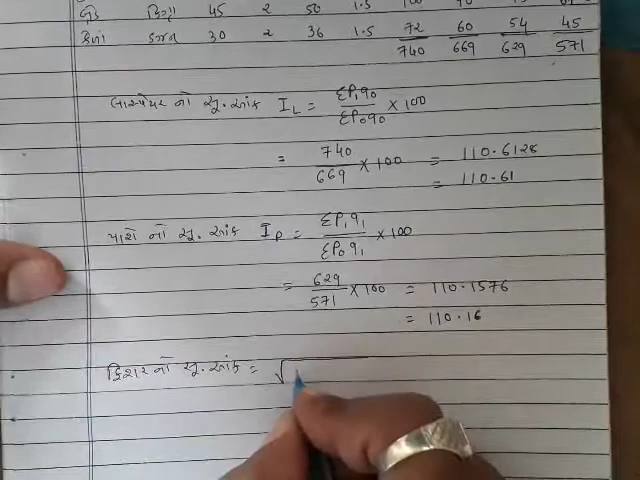 દૂધ કિગ્રા 45 2 50 1.5
કેળાં ડઝન 30 2 36 1.5 72 60 54 45
740 669 629 571
લાસ્પેયર નો સૂ. આંક I_L = ΣP₁q₀ / ΣP₀q₀ × 100
= 740 / 669 × 100 = 110.6128
= 110.61
પાશે નો સૂ. આંક I_P = ΣP₁q₁ / ΣP₀q₁ × 100
= 629 / 571 × 100 = 110.1576
= 110.16
ફિશર નો સૂ. આંક = √